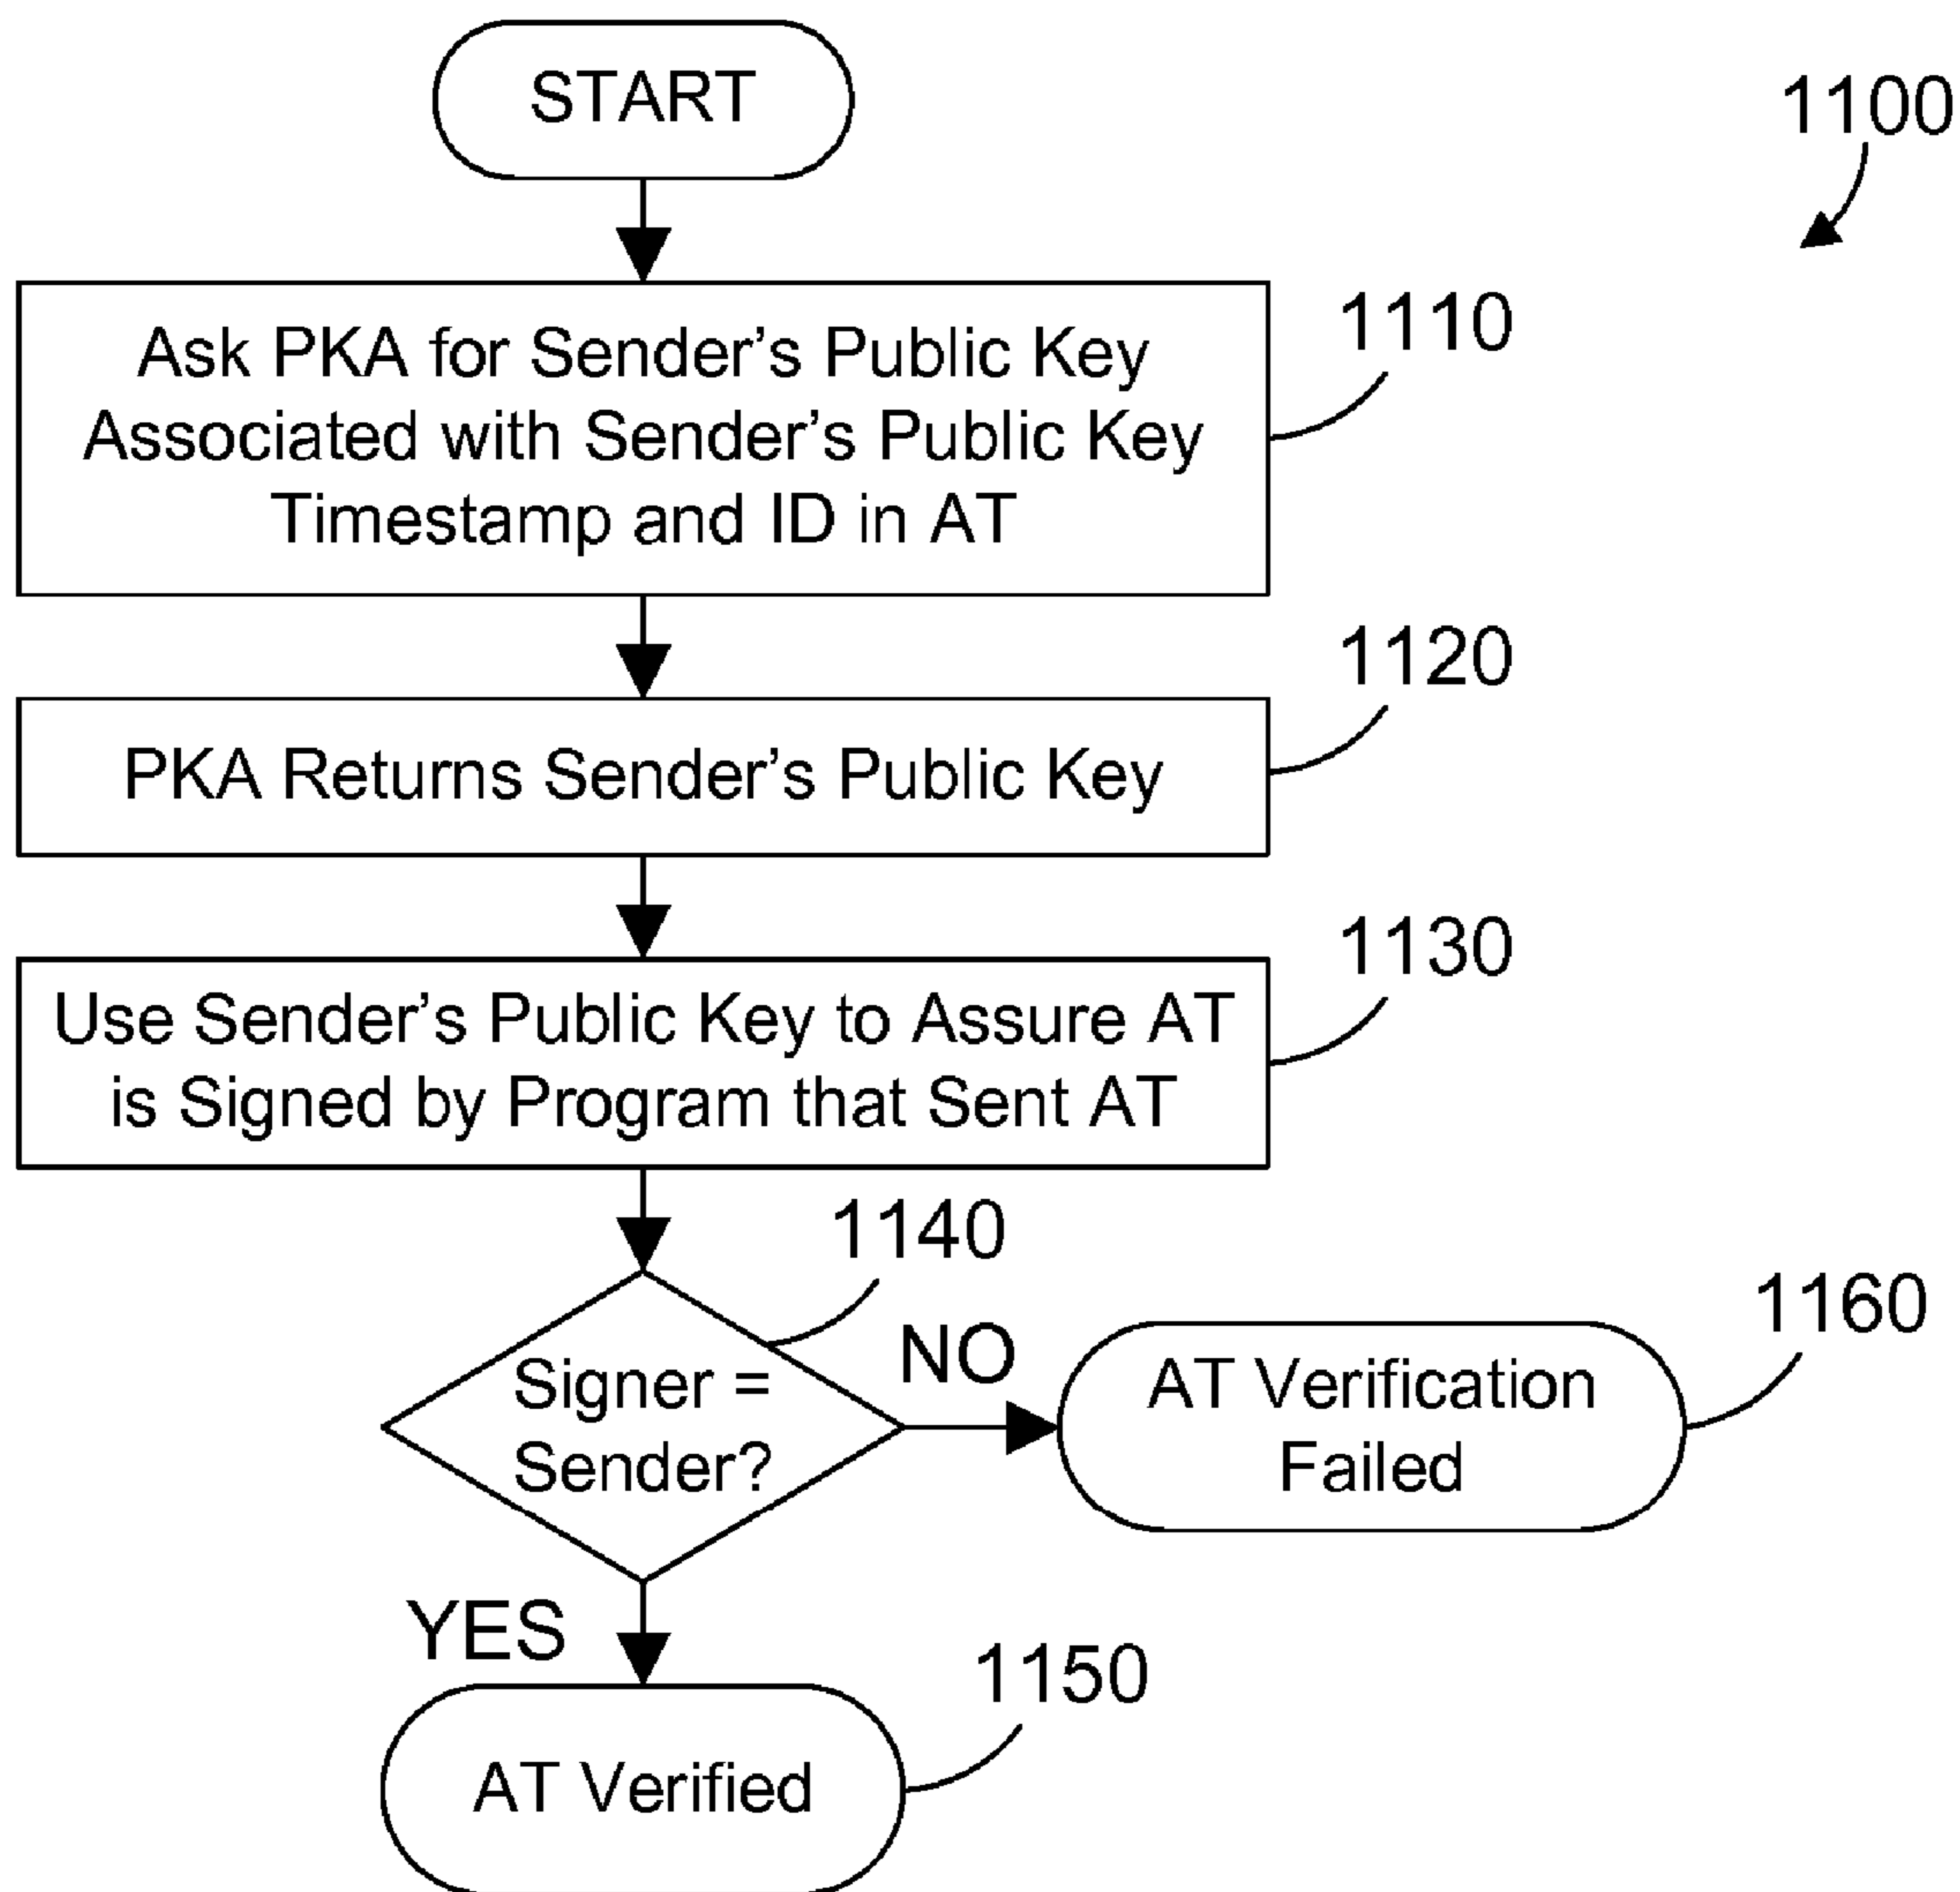 START
1100
1110
Ask PKA for Sender's Public Key
Associated with Sender's Public Key
Timestamp and ID in AT
1120
PKA Returns Sender's Public Key
1130
Use Sender's Public Key to Assure AT
is Signed by Program that Sent AT
1140
Signer =
Sender?
NO
1160
AT Verification
Failed
YES
1150
AT Verified